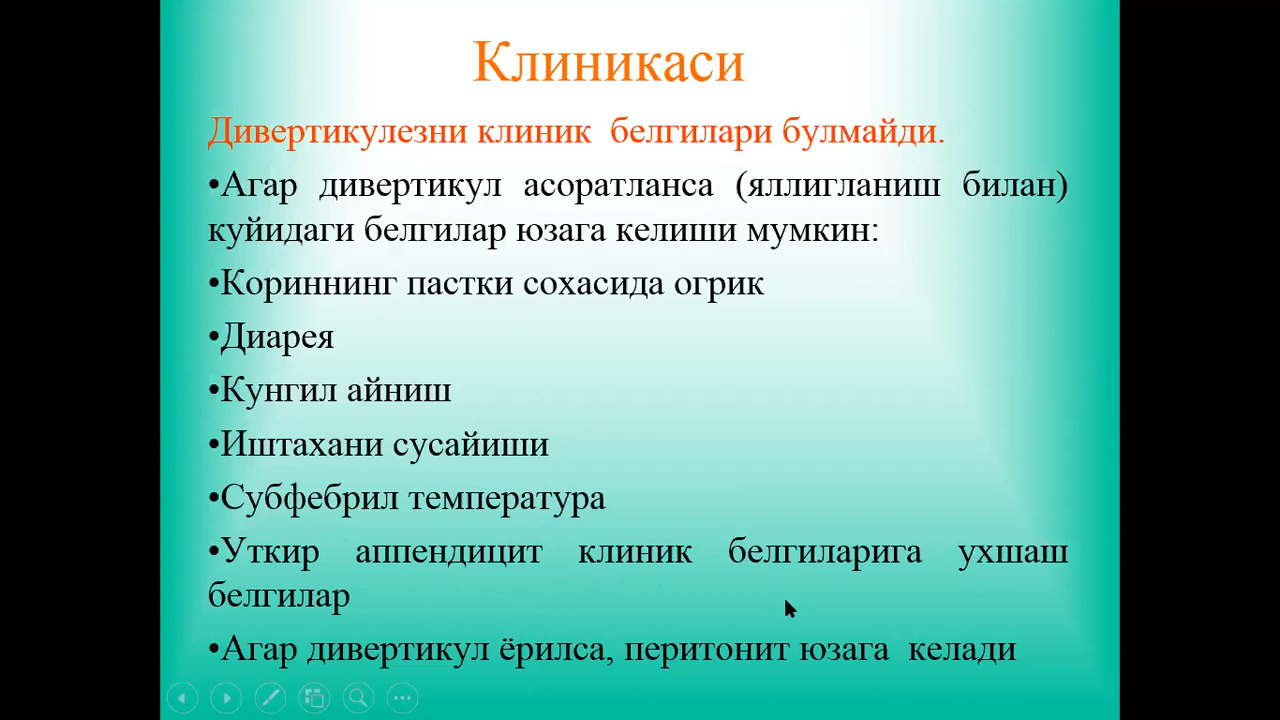 Клиникаси
Дивертикулезни клиник белгилари булмайди.
•Агар дивертикул асоратланса (яллигланиш билан)
куйидаги белгилар юзага келиши мумкин:
•Кориннинг пастки сохасида огрик
•Диарея
•Кунгил айниш
•Иштахани сусайиши
•Субфебрил температура
•Уткир аппендицит клиник белгиларига ухшаш
белгилар
•Агар дивертикул ёрилса, перитонит юзага келади